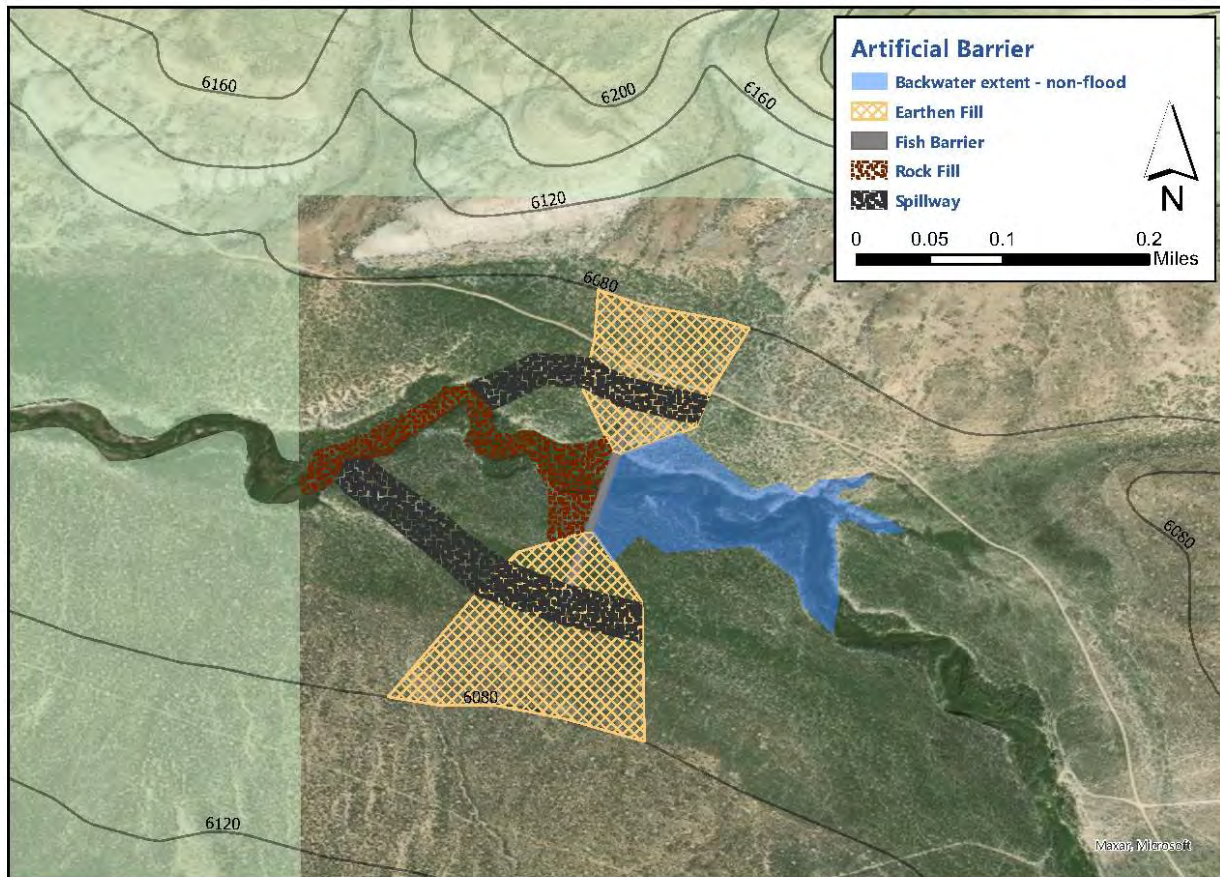 Artificial Barrier
Backwater extent - non-flood
Earthen Fill
Fish Barrier
Rock Fill
Spillway
N
0 0.05 0.1 0.2
Miles
6160
6200
6160
6120
6080
6080
6080
6120
Maxar, Microsoft